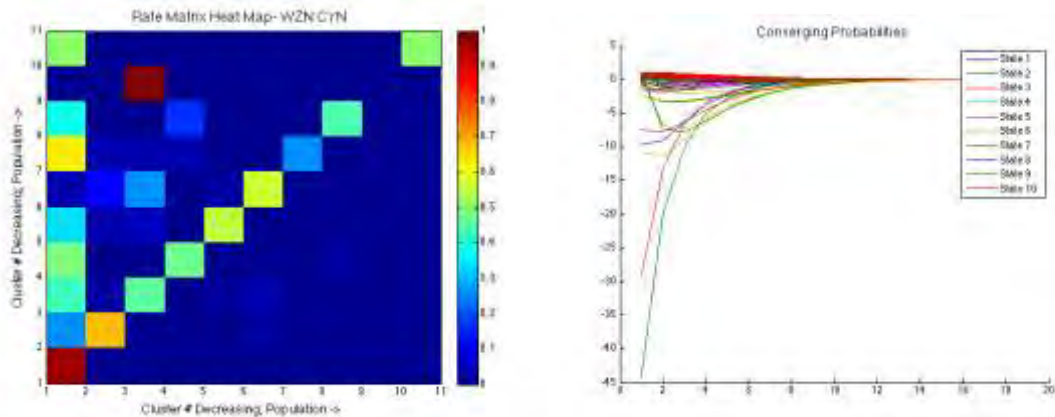 Rate Matrix Heat Map- WZN CYN
11
10
9
8
7
6
5
4
3
2
1
Cluster # Decreasing; Population ->
1 2 3 4 5 6 7 8 9 10 11
Cluster # Decreasing; Population ->
1
0.9
0.8
0.7
0.6
0.5
0.4
0.3
0.2
0.1
0
Converging Probabilities
5
0
-5
-10
-15
-20
-25
-30
-35
-40
-45
0 2 4 6 8 10 12 14 16 18 20
State 1
State 2
State 3
State 4
State 5
State 6
State 7
State 8
State 9
State 10